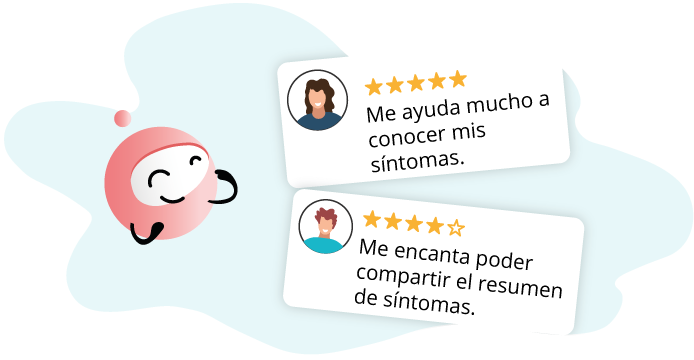 Me ayuda mucho a
conocer mis
síntomas.
Me encanta poder
compartir el resumen
de síntomas.